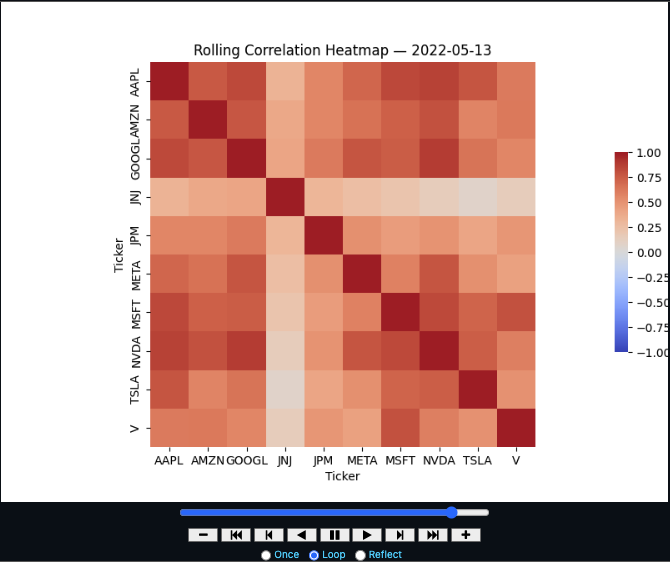 Rolling Correlation Heatmap — 2022-05-13
Ticker
AAPL
AMZN
GOOGL
JNJ
JPM
META
MSFT
NVDA
TSLA
V
AAPL AMZN GOOGL JNJ JPM META MSFT NVDA TSLA V
Ticker
1.00
0.75
0.50
0.25
0.00
−0.25
−0.50
−0.75
−1.00
Once Loop Reflect